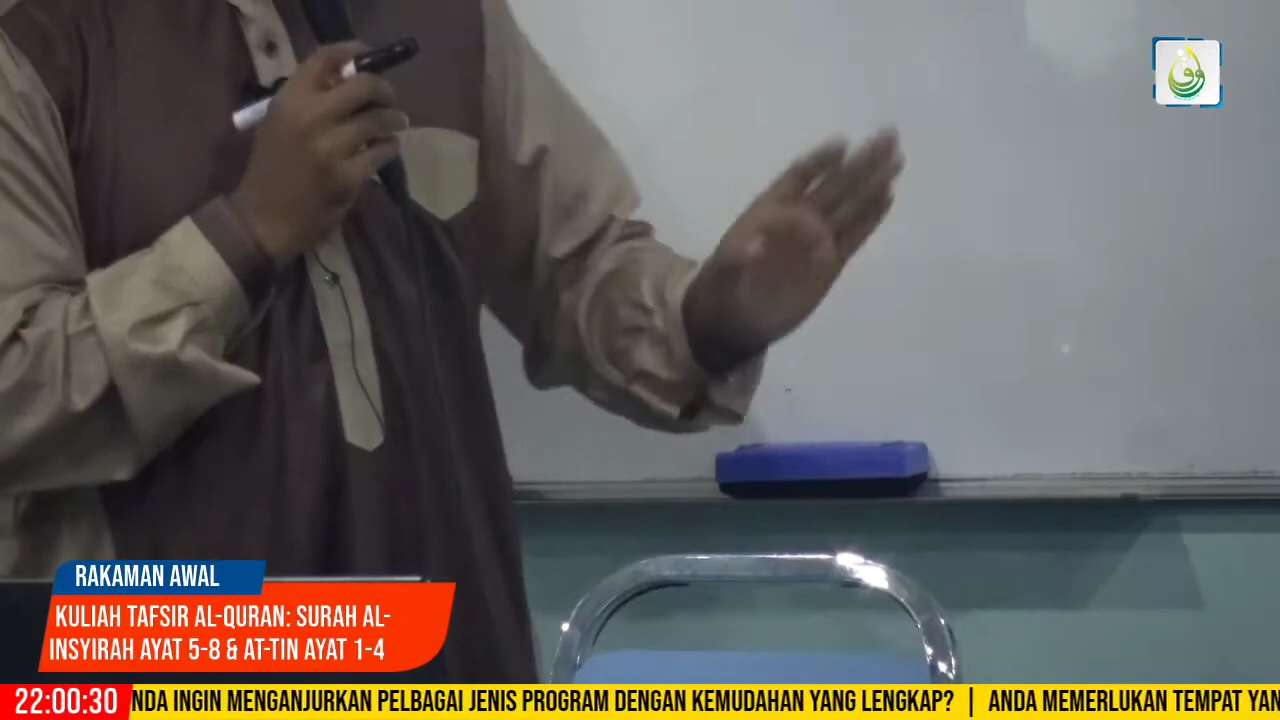 RAKAMAN AWAL
KULIAH TAFSIR AL-QURAN: SURAH AL-
INSYIRAH AYAT 5-8 & AT-TIN AYAT 1-4
22:00:30
NDA INGIN MENGANJURKAN PELBAGAI JENIS PROGRAM DENGAN KEMUDAHAN YANG LENGKAP? | ANDA MEMERLUKAN TEMPAT YAN